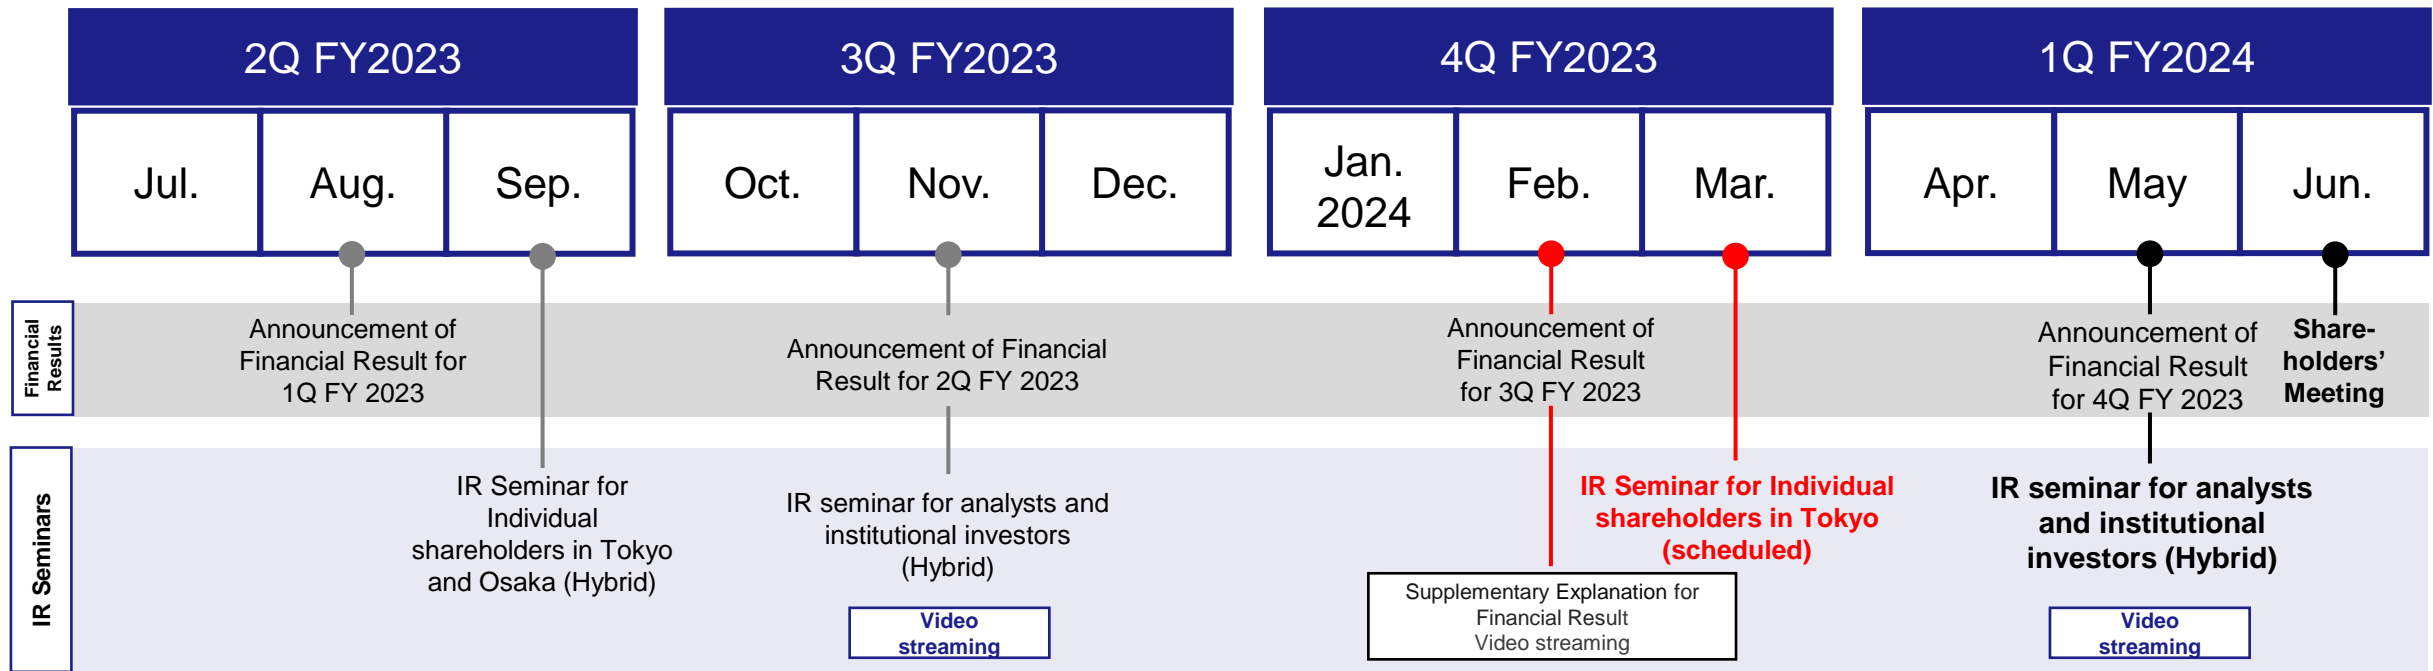 2Q FY2023
3Q FY2023
4Q FY2023
1Q FY2024
Jul.
Aug.
Sep.
Oct.
Nov.
Dec.
Jan.
2024
Feb.
Mar.
Apr.
May
Jun.
Financial
Results
Announcement of
Financial Result for
1Q FY 2023
Announcement of Financial
Result for 2Q FY 2023
Announcement of
Financial Result
for 3Q FY 2023
Announcement of
Financial Result
for 4Q FY 2023
Share-
holders’
Meeting
IR Seminars
IR Seminar for
Individual
shareholders in Tokyo
and Osaka (Hybrid)
IR seminar for analysts and
institutional investors
(Hybrid)
Video
streaming
IR Seminar for Individual
shareholders in Tokyo
(scheduled)
Supplementary Explanation for
Financial Result
Video streaming
IR seminar for analysts
and institutional
investors (Hybrid)
Video
streaming